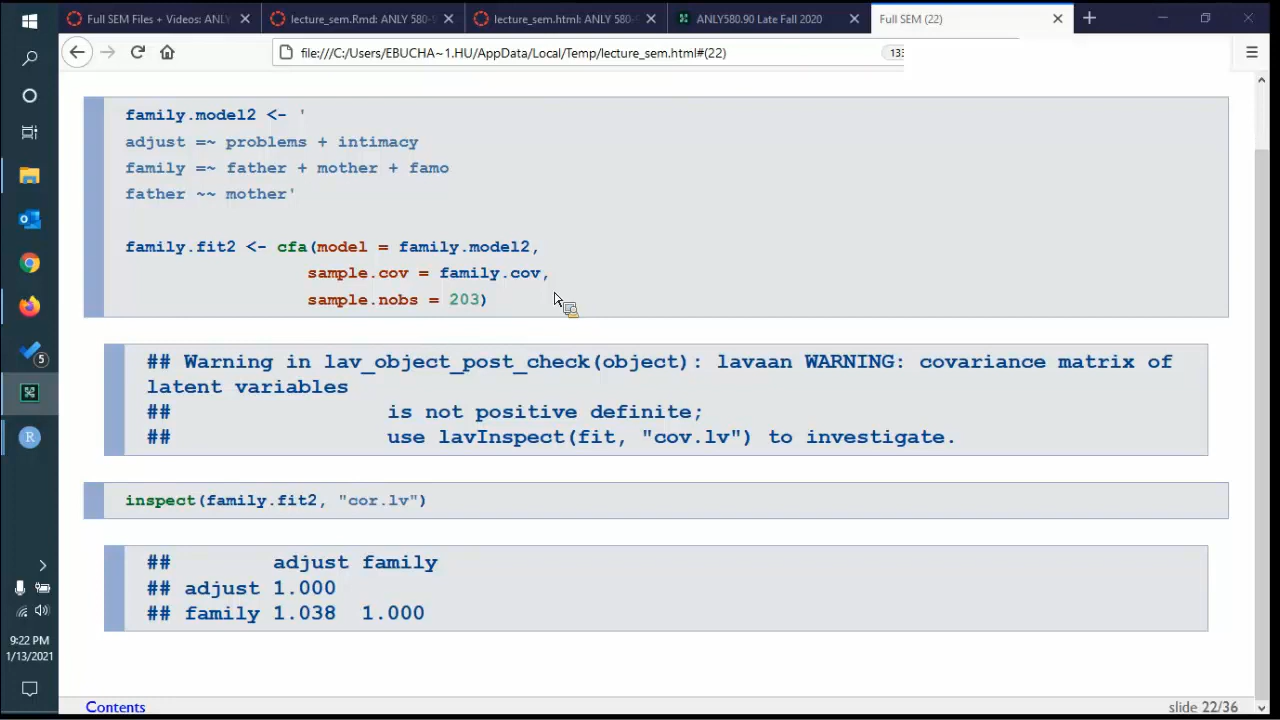 Full SEM Files + Videos: ANLY
lecture_sem.Rmd: ANLY 580-
lecture_sem.html: ANLY 580-
ANLY580.90 Late Fall 2020
Full SEM (22)
file:///C:/Users/EBUCHA~1.HU/AppData/Local/Temp/lecture_sem.html#(22)
133
family.model2 <- '
adjust =~ problems + intimacy
family =~ father + mother + famo
father ~~ mother'
family.fit2 <- cfa(model = family.model2,
sample.cov = family.cov,
sample.nobs = 203)
## Warning in lav_object_post_check(object): lavaan WARNING: covariance matrix of
latent variables
## is not positive definite;
## use lavInspect(fit, "cov.lv") to investigate.
inspect(family.fit2, "cor.lv")
## adjust family
## adjust 1.000
## family 1.038 1.000
5
R
9:22 PM
1/13/2021
Contents
slide 22/36